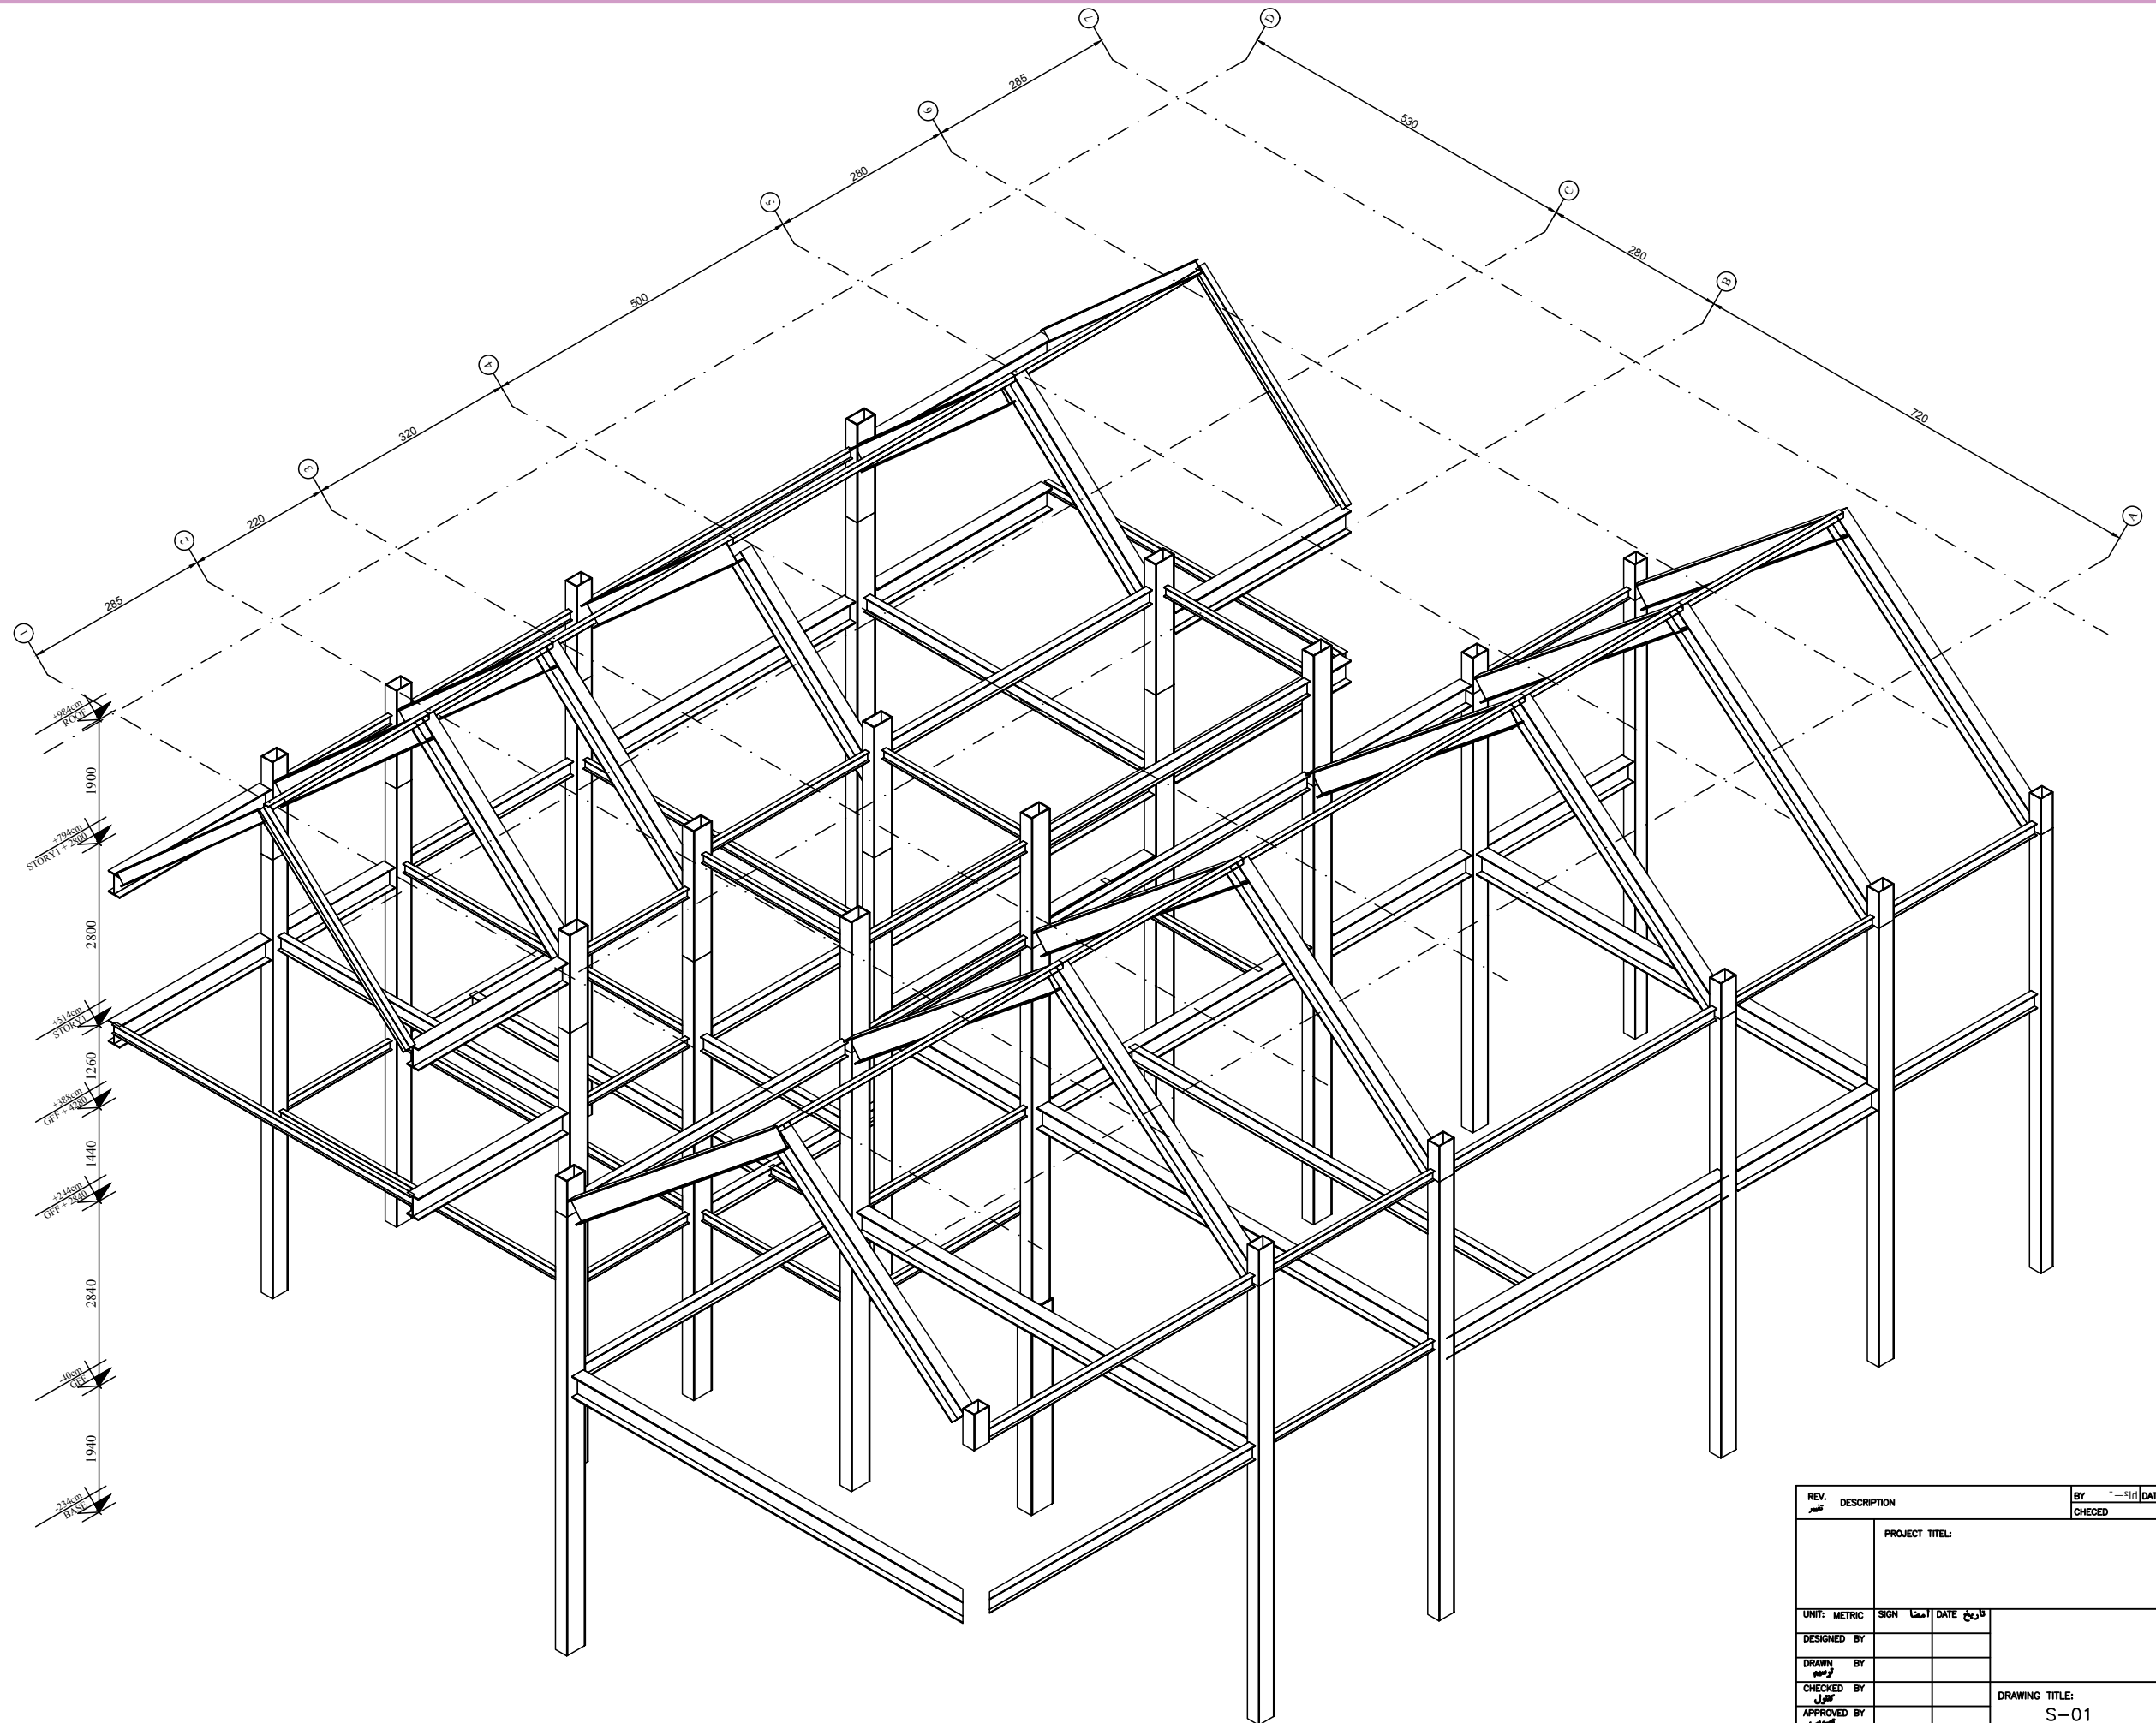 7
D
285
530
6
C
280
5
280
B
500
4
720
320
3
A
220
2
285
1
+984cm
ROOF
1900
+794cm
STORY1 + 2800
2800
+514cm
STORY1
1260
+388cm
GFF + 4280
1440
+244cm
GFF + 2840
2840
-40cm
GFF
1940
-234cm
BASE
REV. DESCRIPTION BY DAT
تغییر CHECED
PROJECT TITEL:
UNIT: METRIC SIGN امضا DATE تاریخ
DESIGNED BY
DRAWN BY
ترسیم
CHECKED BY
کنترل
DRAWING TITLE:
APPROVED BY
S-01